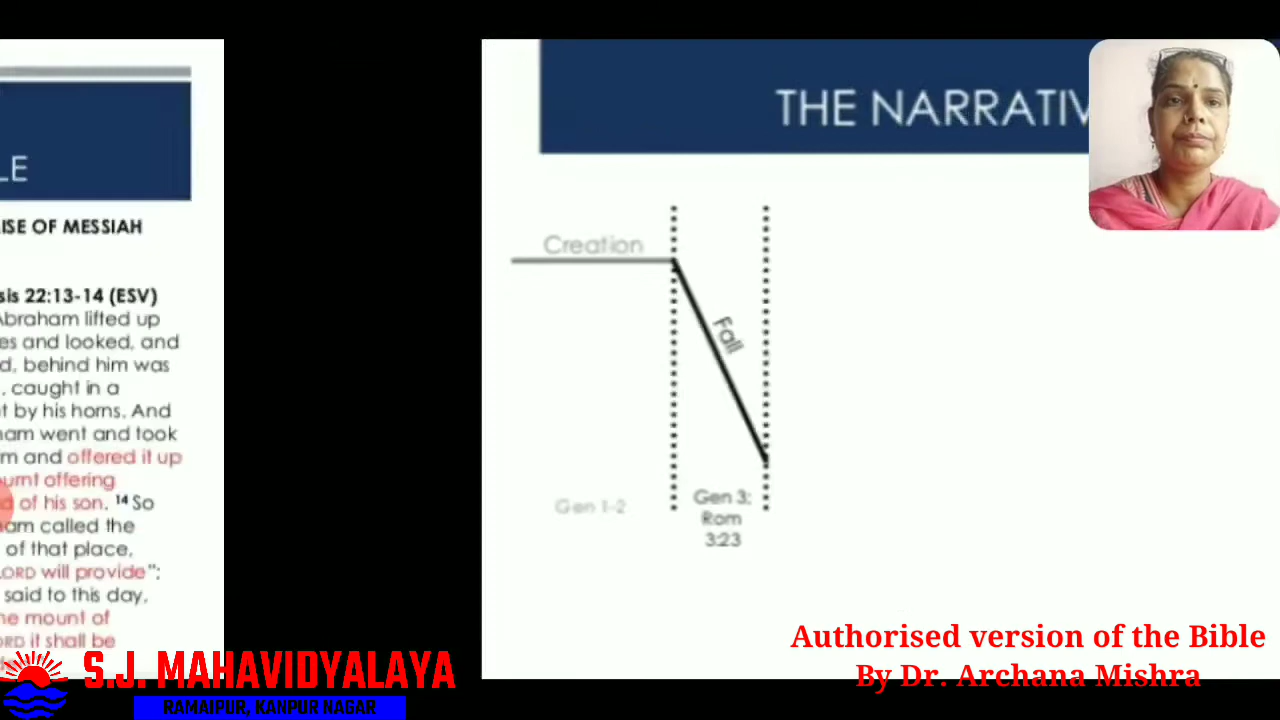 LE
ISE OF MESSIAH
sis 22:13-14 (ESV)
Abraham lifted up
es and looked, and
d, behind him was
, caught in a
t by his horns. And
ham went and took
m and offered it up
burnt offering
d of his son. 14 So
ham called the
of that place,
LORD will provide";
said to this day,
he mount of
ORD it shall be
THE NARRATIV
Creation
Fall
Gen 1-2
Gen 3;
Rom
3:23
Authorised version of the Bible
By Dr. Archana Mishra
S.J. MAHAVIDYALAYA
RAMAIPUR, KANPUR NAGAR